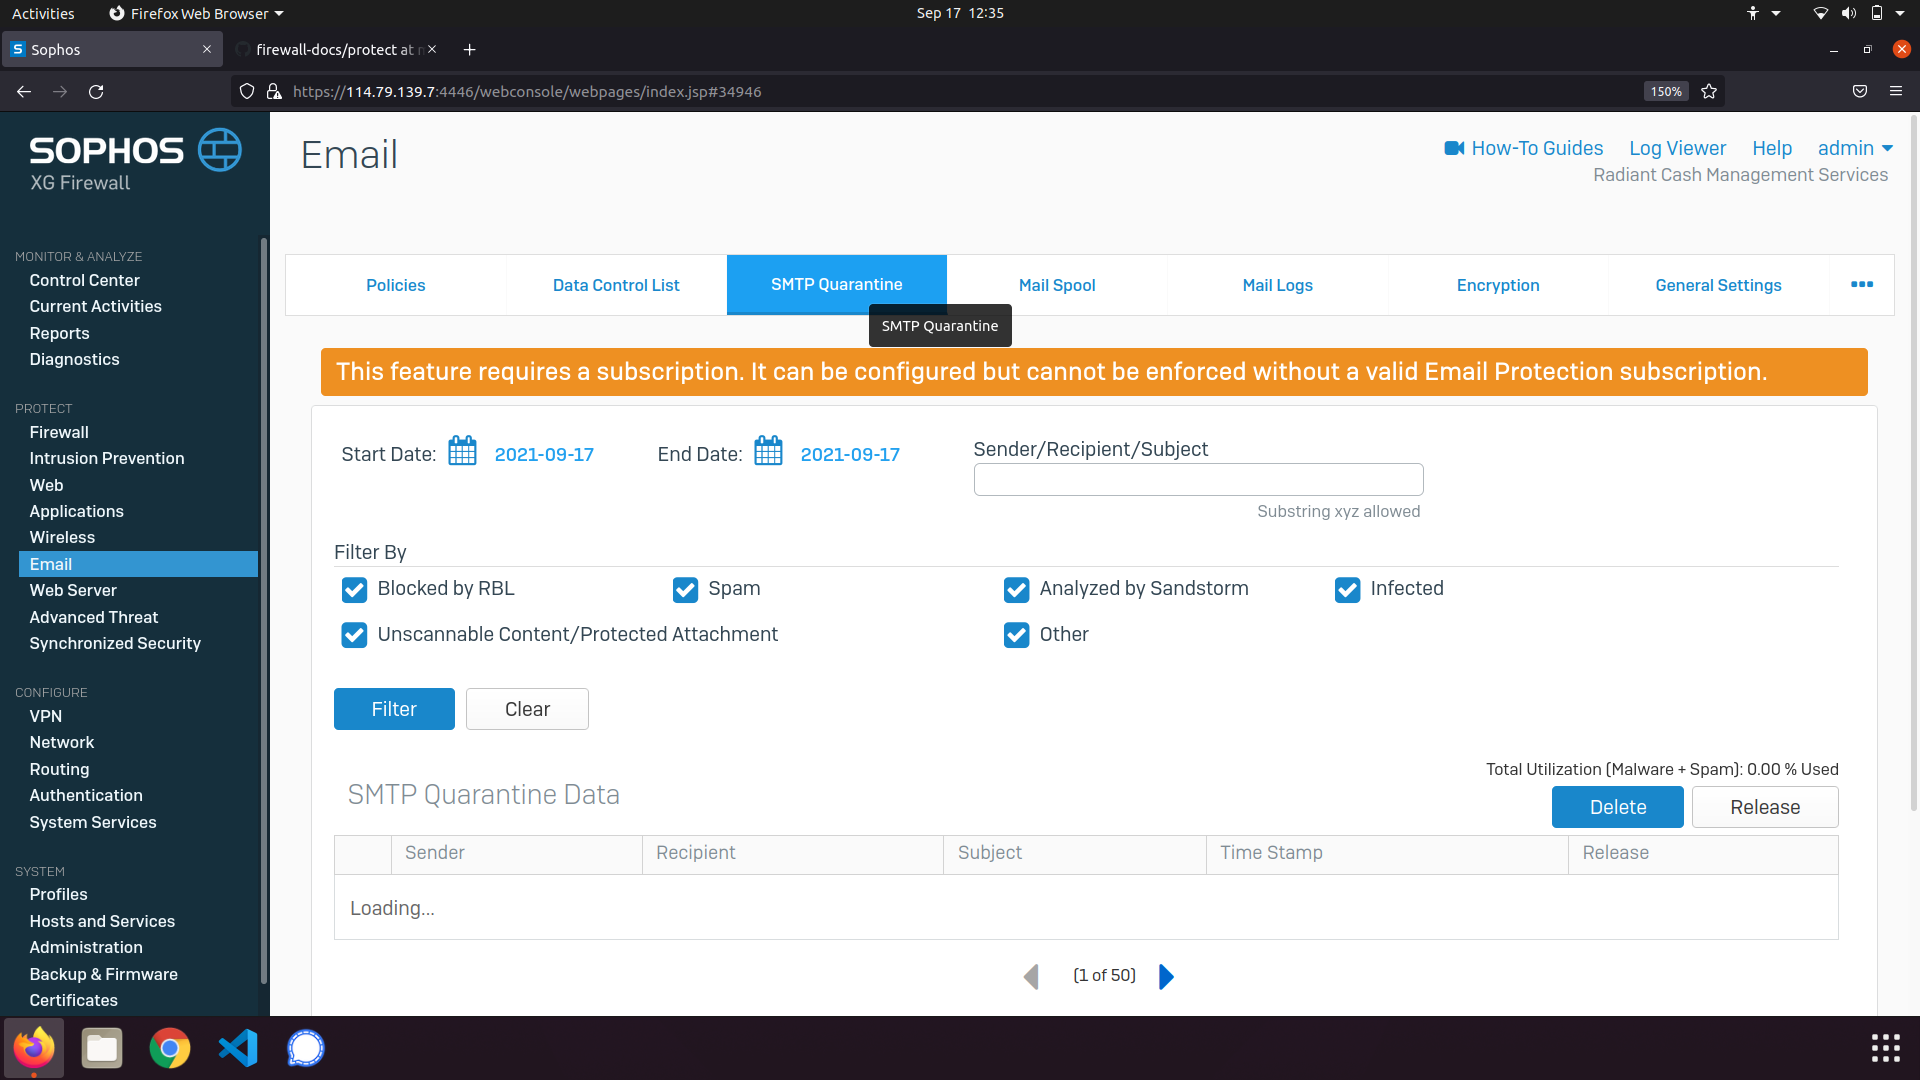 Activities
Firefox Web Browser
Sep 17 12:35
Sophos
firewall-docs/protect at
https://114.79.139.7:4446/webconsole/webpages/index.jsp#34946
150%
SOPHOS
XG Firewall
Email
How-To Guides
Log Viewer
Help
admin
Radiant Cash Management Services
MONITOR & ANALYZE
Control Center
Current Activities
Reports
Diagnostics
PROTECT
Firewall
Intrusion Prevention
Web
Applications
Wireless
Email
Web Server
Advanced Threat
Synchronized Security
CONFIGURE
VPN
Network
Routing
Authentication
System Services
SYSTEM
Profiles
Hosts and Services
Administration
Backup & Firmware
Certificates
Policies
Data Control List
SMTP Quarantine
Mail Spool
Mail Logs
Encryption
General Settings
SMTP Quarantine
This feature requires a subscription. It can be configured but cannot be enforced without a valid Email Protection subscription.
Start Date:
2021-09-17
End Date:
2021-09-17
Sender/Recipient/Subject
Substring xyz allowed
Filter By
Blocked by RBL
Spam
Analyzed by Sandstorm
Infected
Unscannable Content/Protected Attachment
Other
Filter
Clear
Total Utilization (Malware + Spam): 0.00 % Used
SMTP Quarantine Data
Delete
Release
Sender
Recipient
Subject
Time Stamp
Release
Loading...
(1 of 50)